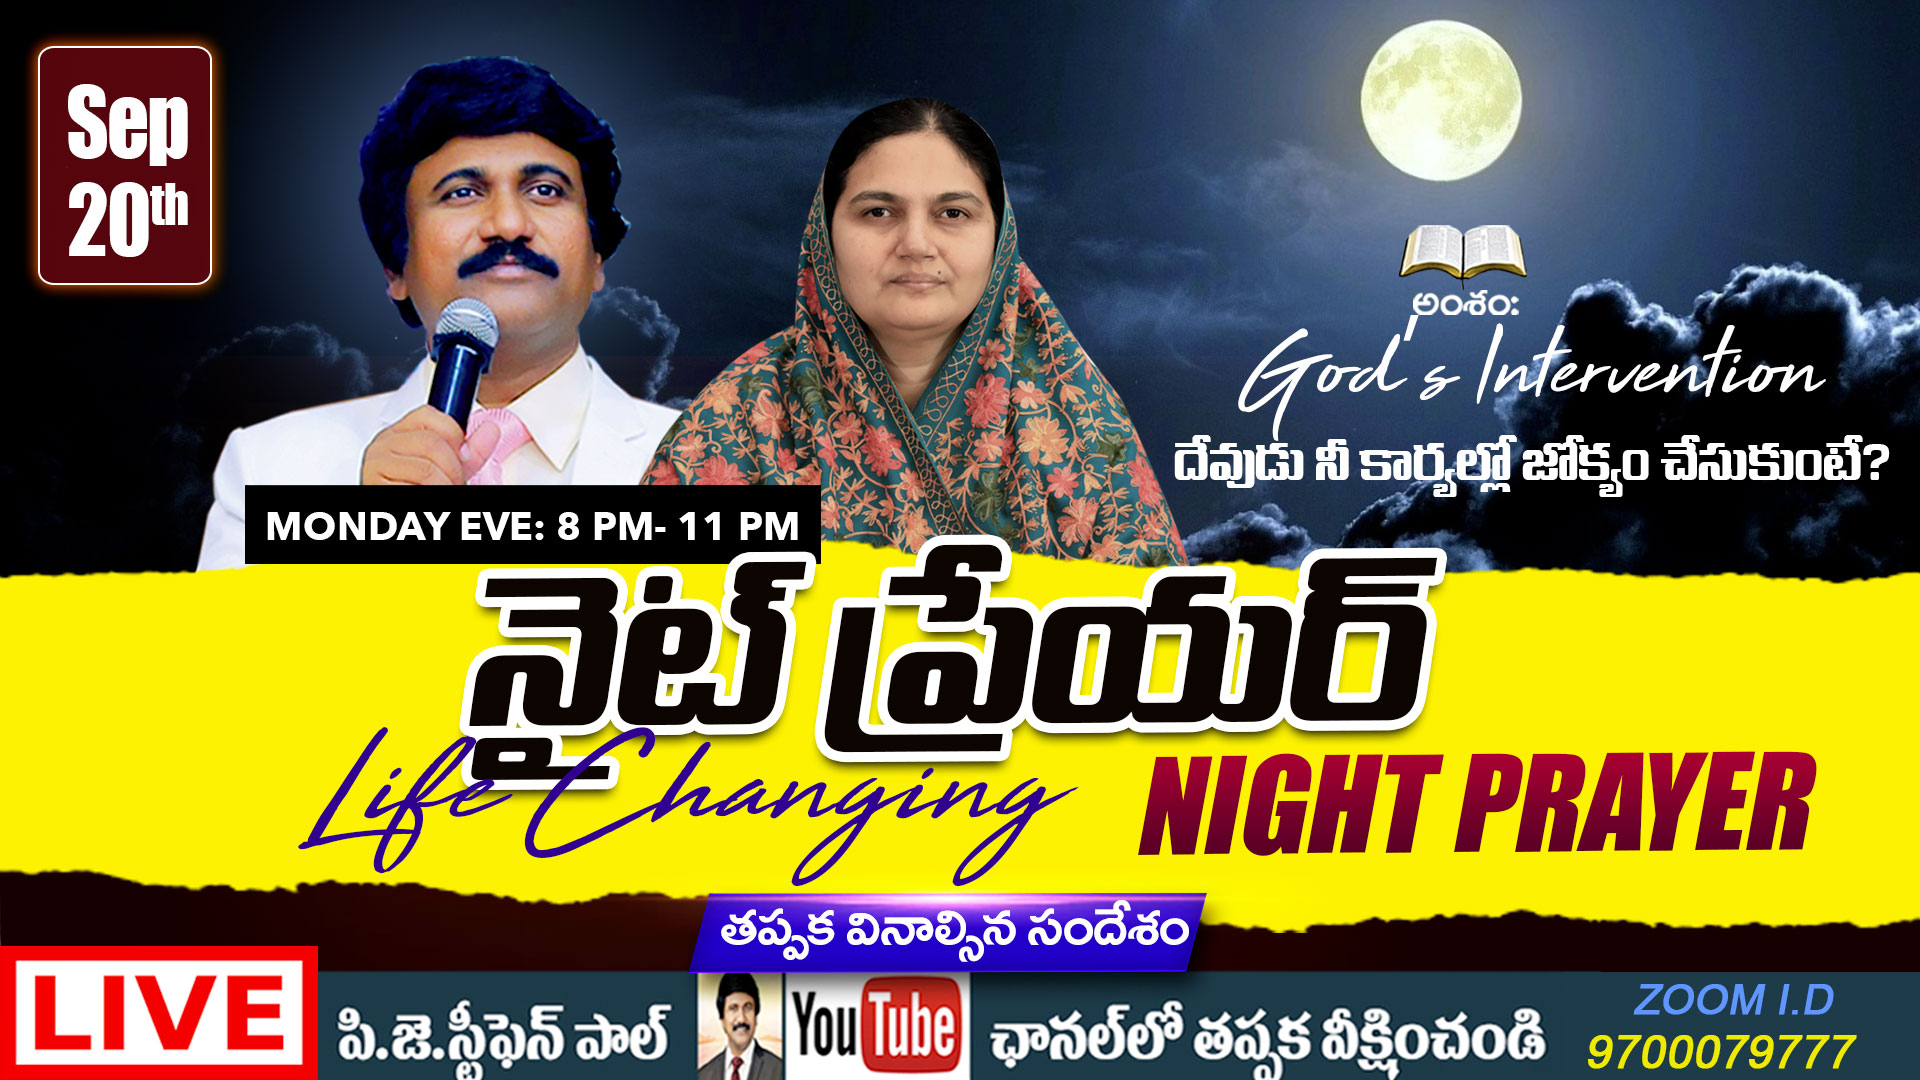 Sep
20th
అంశం:
God's Intervention
దేవుడు నీ కార్యల్లో జోక్యం చేసుకుంటే?
MONDAY EVE: 8 PM- 11 PM
నైట్ ప్రేయర్
Life Changing NIGHT PRAYER
తప్పక వినాల్సిన సందేశం
LIVE
పి.జె.స్టీఫెన్ పాల్ YouTube ఛానల్‌లో తప్పక వీక్షించండి
ZOOM I.D
9700079777